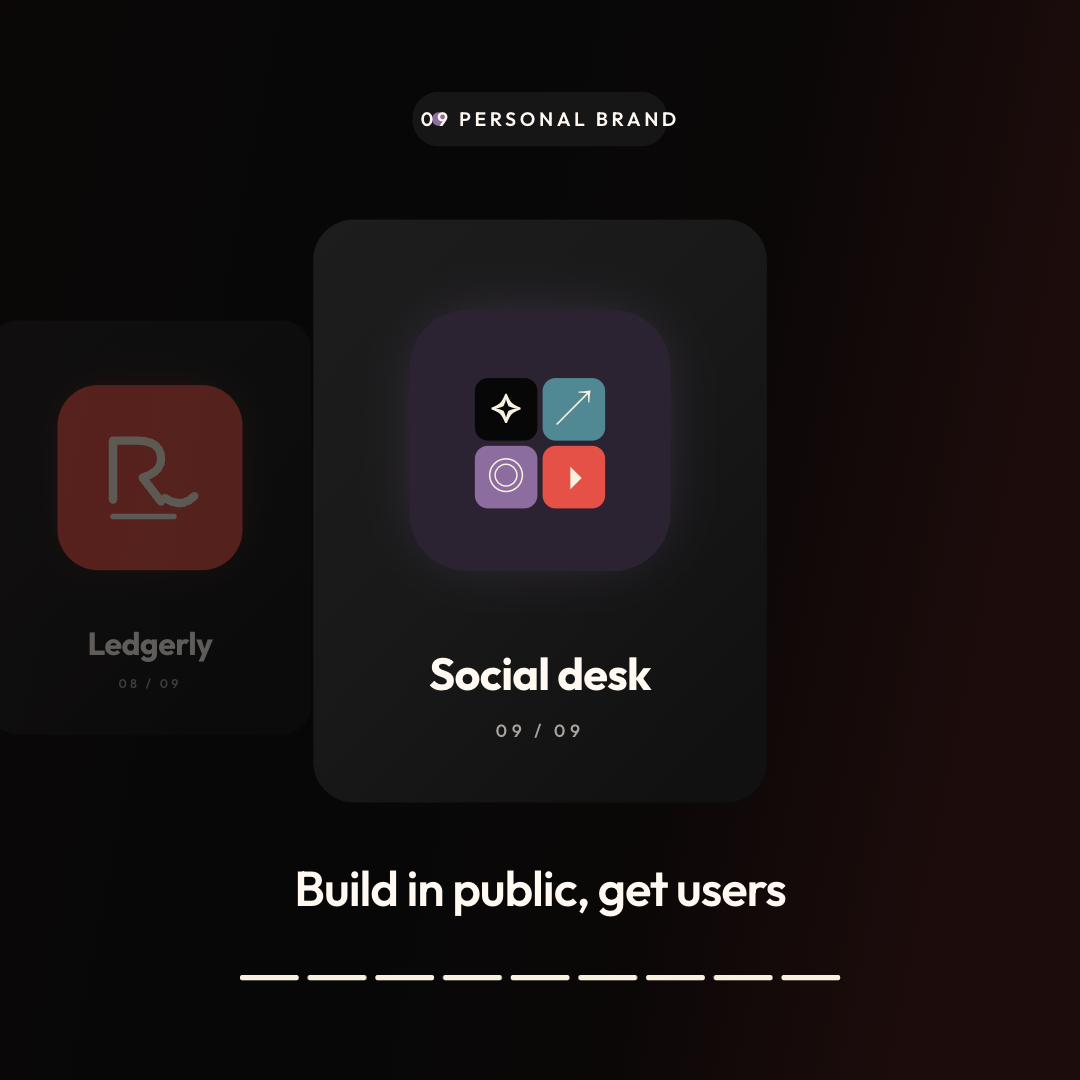 09 PERSONAL BRAND
Ledgerly
08 / 09
Social desk
09 / 09
Build in public, get users